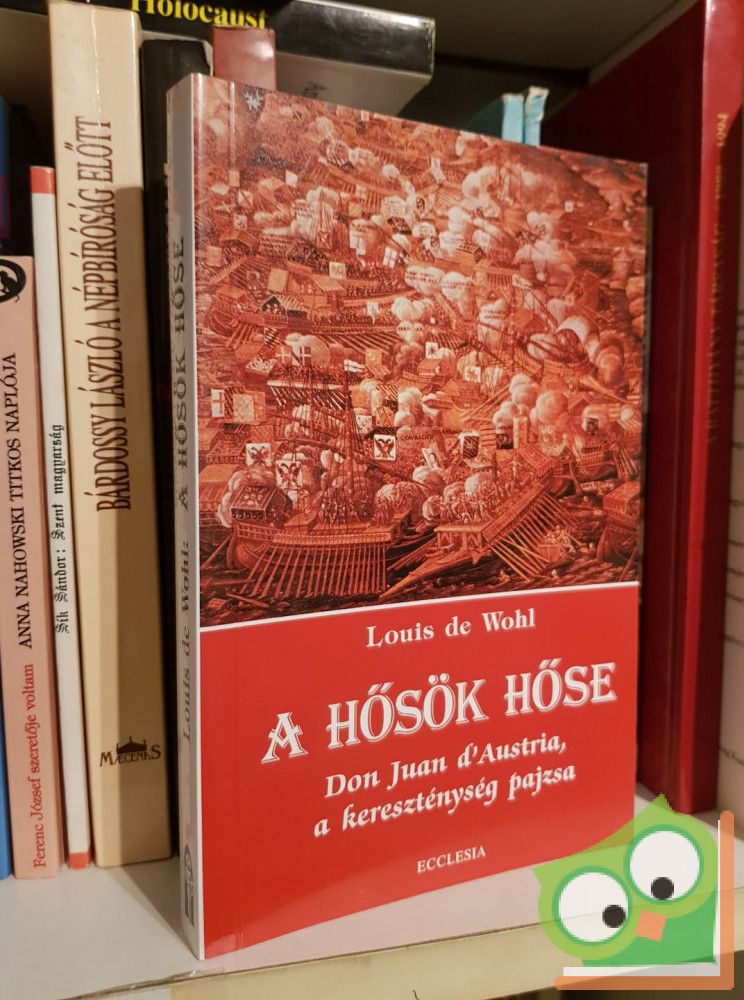 Holocaust
Ferenc József szeretője voltam ANNA NAHOWSKI TITKOS NAPLÓJA
Sík Sándor: Szent magyarság
BÁRDOSSY LÁSZLÓ A NÉPBÍRÓSÁG ELŐTT
MÆCENAS
Louis de Wohl: A HŐSÖK HŐSE
Louis de Wohl
A HŐSÖK HŐSE
Don Juan d'Austria,
a kereszténység pajzsa
ECCLESIA